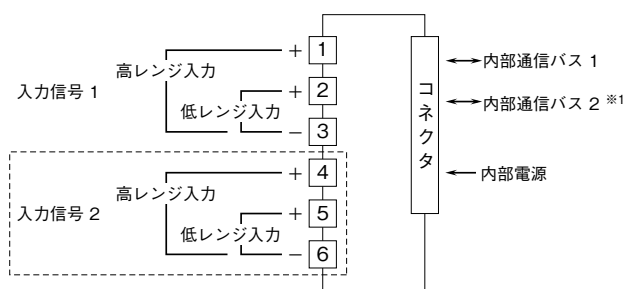 入力信号 1
高レンジ入力
低レンジ入力
+ 1
+ 2
− 3
入力信号 2
高レンジ入力
低レンジ入力
+ 4
+ 5
− 6
コネクタ
内部通信バス 1
内部通信バス 2 ※1
内部電源